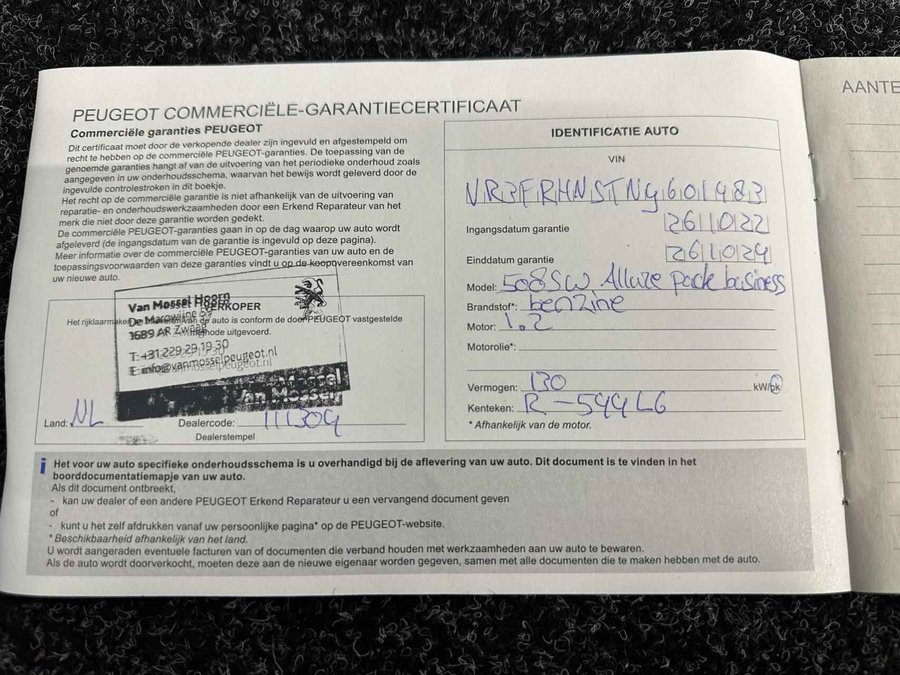 PEUGEOT COMMERCIËLE-GARANTIECERTIFICAAT
Commerciële garanties PEUGEOT
Dit certificaat moet door de verkopende dealer zijn ingevuld en afgestempeld om
recht te hebben op de commerciële PEUGEOT-garanties. De toepassing van de
genoemde garanties hangt af van de uitvoering van het periodieke onderhoud zoals
aangegeven in uw onderhoudsschema, waarvan het bewijs wordt geleverd door de
ingevulde controlestroken in dit boekje.
Het recht op de commerciële garantie is niet afhankelijk van de uitvoering van
reparatie- en onderhoudswerkzaamheden door een Erkend Reparateur van het
merk die niet door deze garantie worden gedekt.
De commerciële PEUGEOT-garanties gaan in op de dag waarop uw auto wordt
afgeleverd (de ingangsdatum van de garantie is ingevuld op deze pagina).
Meer informatie over de commerciële garanties van uw auto en de
toepassingsvoorwaarden van deze garanties vindt u op de koopovereenkomst van
uw nieuwe auto.
VERKOPER
Het rijklaarmaken van de auto is conform de door PEUGEOT vastgestelde
methode uitgevoerd.
Van Mossel Hoorn
De Marowijne 37
1689 AR Zwaag
T: +31 229 29 19 30
E: info@vanmosselpeugeot.nl
Van Mossel
Land: NL
Dealercode: 111304
Dealerstempel
IDENTIFICATIE AUTO
VIN
VR3FRHNSTNY601483
Ingangsdatum garantie 26 10 22
Einddatum garantie 26 10 24
Model: 508SW Allure pack business
Brandstof*: benzine
Motor: 1.2
Motorolie*:
Vermogen: 130 kW/pk
Kenteken: R-544LG
* Afhankelijk van de motor.
i Het voor uw auto specifieke onderhoudsschema is u overhandigd bij de aflevering van uw auto. Dit document is te vinden in het
boorddocumentatiemapje van uw auto.
Als dit document ontbreekt,
- kan uw dealer of een andere PEUGEOT Erkend Reparateur u een vervangend document geven
of
- kunt u het zelf afdrukken vanaf uw persoonlijke pagina* op de PEUGEOT-website.
* Beschikbaarheid afhankelijk van het land.
U wordt aangeraden eventuele facturen van of documenten die verband houden met werkzaamheden aan uw auto te bewaren.
Als de auto wordt doorverkocht, moeten deze aan de nieuwe eigenaar worden gegeven, samen met alle documenten die te maken hebben met de auto.
AANTE